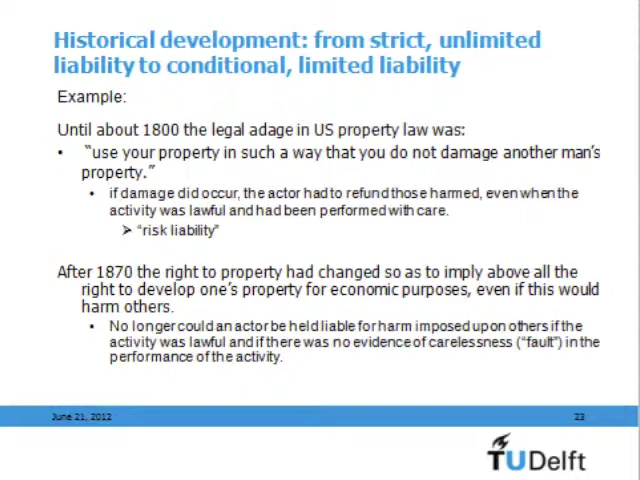 Historical development: from strict, unlimited
liability to conditional, limited liability
Example:
Until about 1800 the legal adage in US property law was:
• “use your property in such a way that you do not damage another man’s
property.”
• if damage did occur, the actor had to refund those harmed, even when the
activity was lawful and had been performed with care.
➢ “risk liability”
After 1870 the right to property had changed so as to imply above all the
right to develop one’s property for economic purposes, even if this would
harm others.
• No longer could an actor be held liable for harm imposed upon others if the
activity was lawful and if there was no evidence of carelessness (“fault”) in the
performance of the activity.
June 21, 2012
23
TUDelft